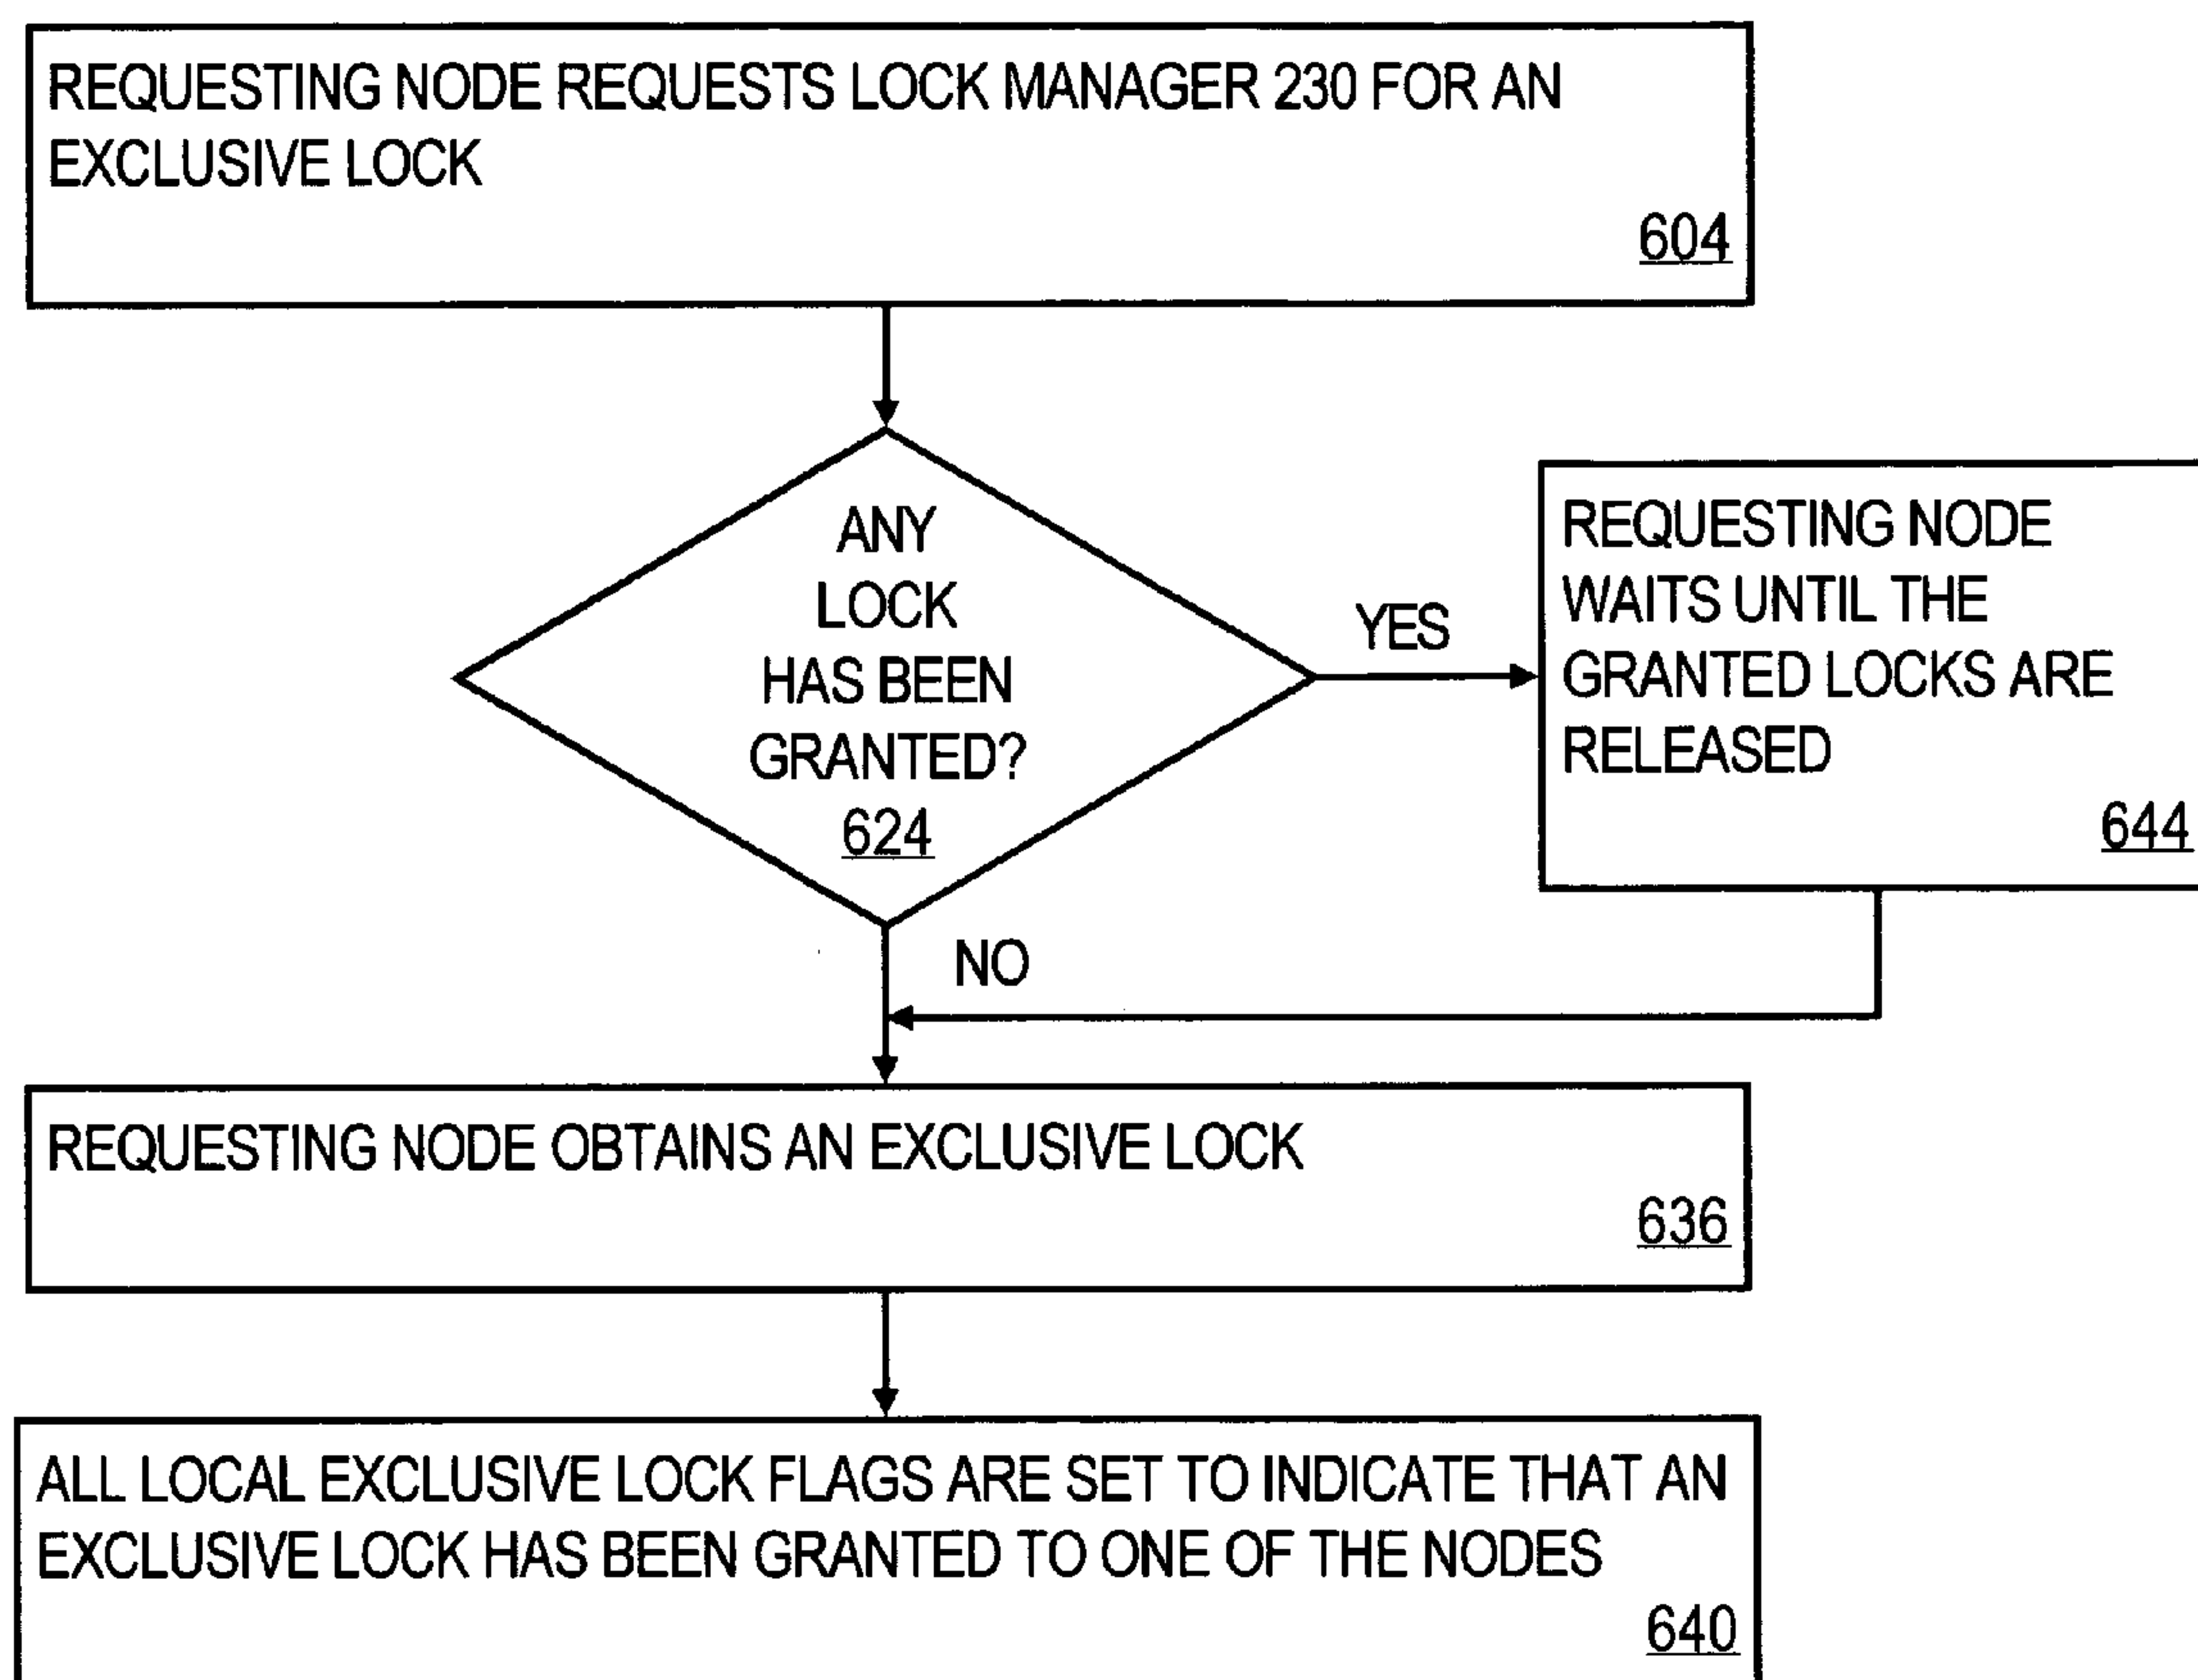 REQUESTING NODE REQUESTS LOCK MANAGER 230 FOR AN
EXCLUSIVE LOCK
604
ANY
LOCK
HAS BEEN
GRANTED?
624
YES
REQUESTING NODE
WAITS UNTIL THE
GRANTED LOCKS ARE
RELEASED
644
NO
REQUESTING NODE OBTAINS AN EXCLUSIVE LOCK
636
ALL LOCAL EXCLUSIVE LOCK FLAGS ARE SET TO INDICATE THAT AN
EXCLUSIVE LOCK HAS BEEN GRANTED TO ONE OF THE NODES
640